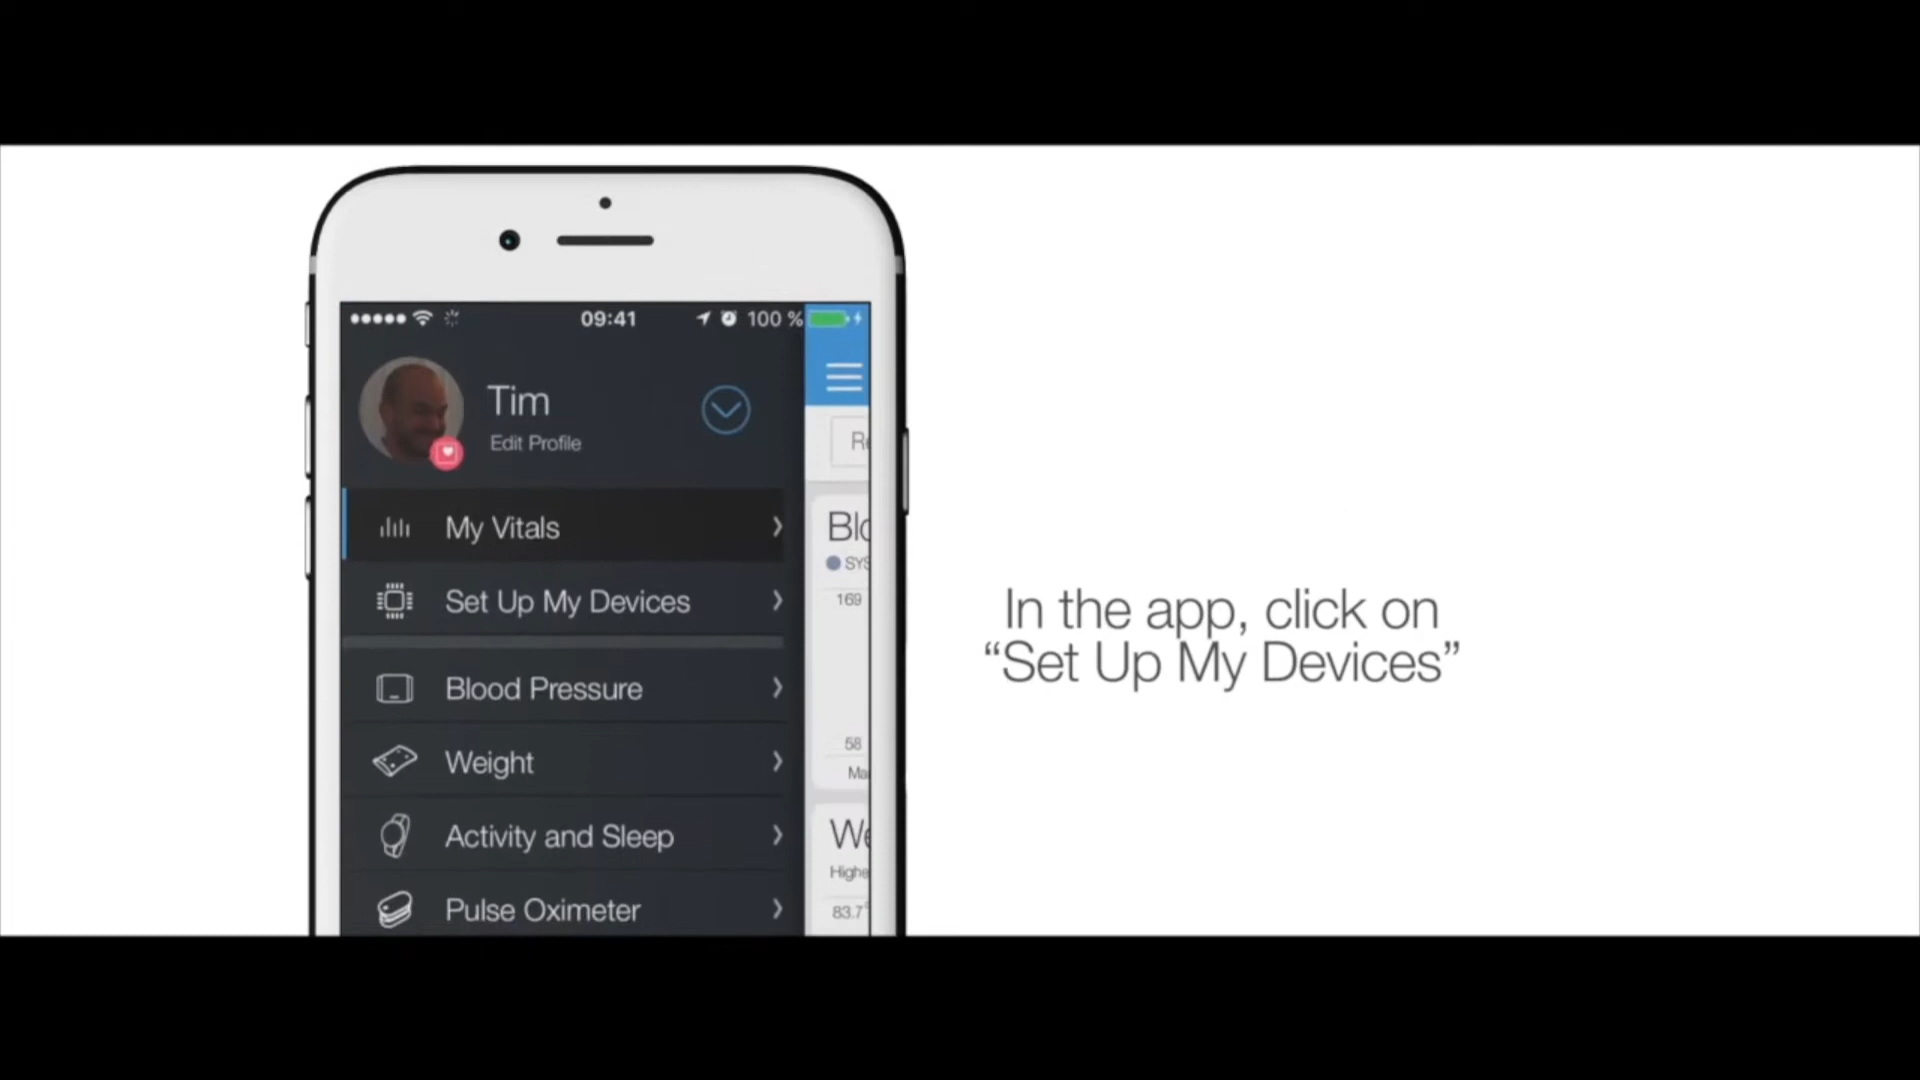 09:41
100 %
Tim
Edit Profile
My Vitals
Set Up My Devices
Blood Pressure
Weight
Activity and Sleep
Pulse Oximeter
169
58
83.7
In the app, click on
“Set Up My Devices”